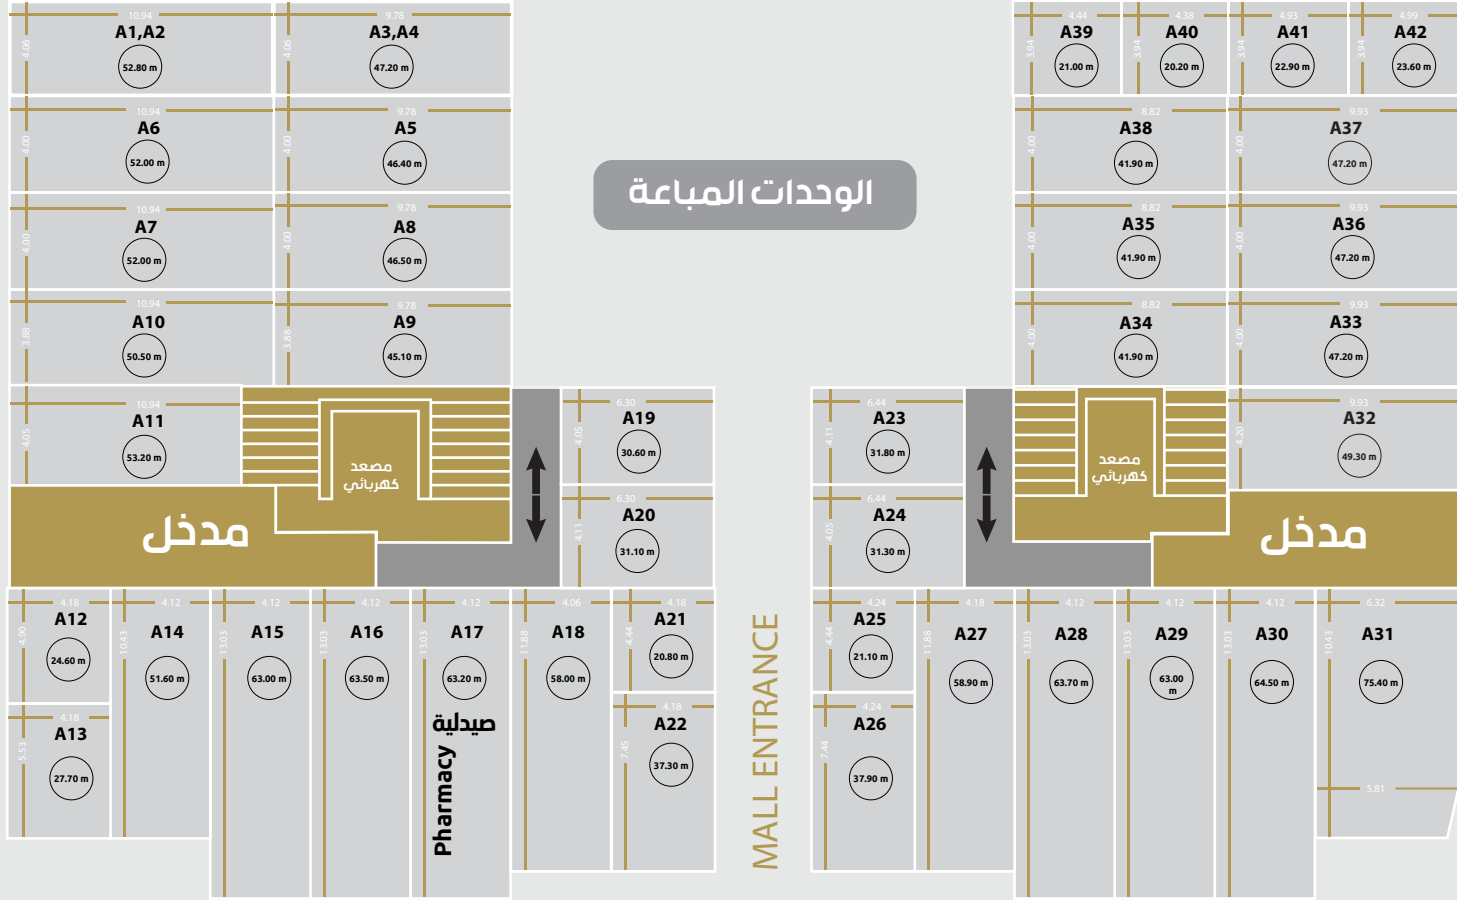 10.94
4.06
A1,A2
52.80 m
9.78
4.06
A3,A4
47.20 m
10.94
4.00
A6
52.00 m
9.78
4.00
A5
46.40 m
10.94
4.00
A7
52.00 m
9.78
4.00
A8
46.50 m
10.94
3.88
A10
50.50 m
9.78
3.88
A9
45.10 m
10.94
4.05
A11
53.20 m
مصعد
كهربائي
مدخل
6.30
4.05
A19
30.60 m
6.30
4.11
A20
31.10 m
4.18
4.90
A12
24.60 m
4.18
5.53
A13
27.70 m
4.12
10.43
A14
51.60 m
4.12
13.03
A15
63.00 m
4.12
13.03
A16
63.50 m
4.12
13.03
A17
63.20 m
صيدلية
Pharmacy
4.06
11.88
A18
58.00 m
4.18
4.44
A21
20.80 m
4.18
7.45
A22
37.30 m
الوحدات المباعة
MALL ENTRANCE
4.44
3.94
A39
21.00 m
4.38
3.94
A40
20.20 m
4.93
3.94
A41
22.90 m
4.99
3.94
A42
23.60 m
8.82
4.00
A38
41.90 m
9.93
4.00
A37
47.20 m
8.82
4.00
A35
41.90 m
9.93
4.00
A36
47.20 m
8.82
4.00
A34
41.90 m
9.93
4.00
A33
47.20 m
6.44
4.11
A23
31.80 m
مصعد
كهربائي
9.93
4.20
A32
49.30 m
6.44
4.05
A24
31.30 m
مدخل
4.24
4.44
A25
21.10 m
4.24
7.44
A26
37.90 m
4.18
11.88
A27
58.90 m
4.12
13.03
A28
63.70 m
4.12
13.03
A29
63.00
m
4.12
13.03
A30
64.50 m
6.32
10.43
A31
75.40 m
5.81